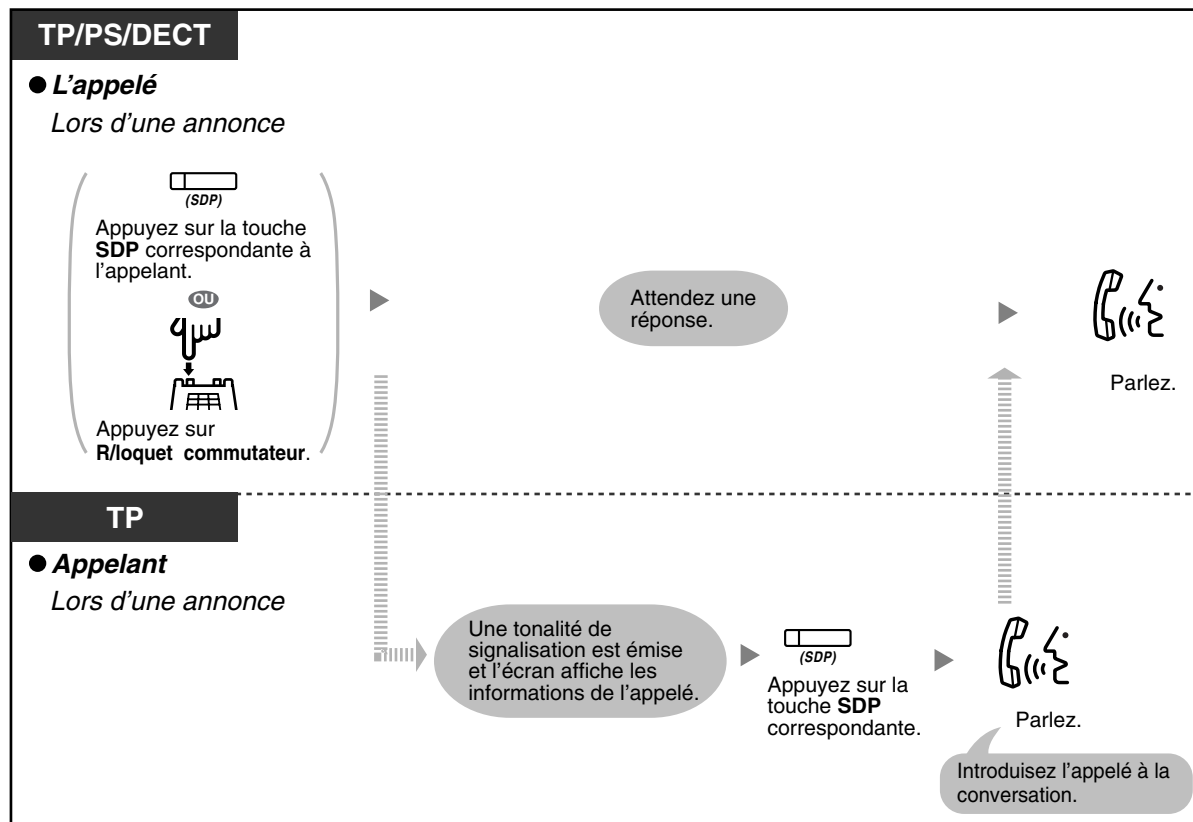 TP/PS/DECT
● L'appelé
Lors d'une annonce
(SDP)
Appuyez sur la touche
SDP correspondante à
l'appelant.
OU
Appuyez sur
R/loquet commutateur.
Attendez une
réponse.
Parlez.
TP
● Appelant
Lors d'une annonce
Une tonalité de
signalisation est émise
et l'écran affiche les
informations de l'appelé.
(SDP)
Appuyez sur la
touche SDP
correspondante.
Parlez.
Introduisez l'appelé à la
conversation.